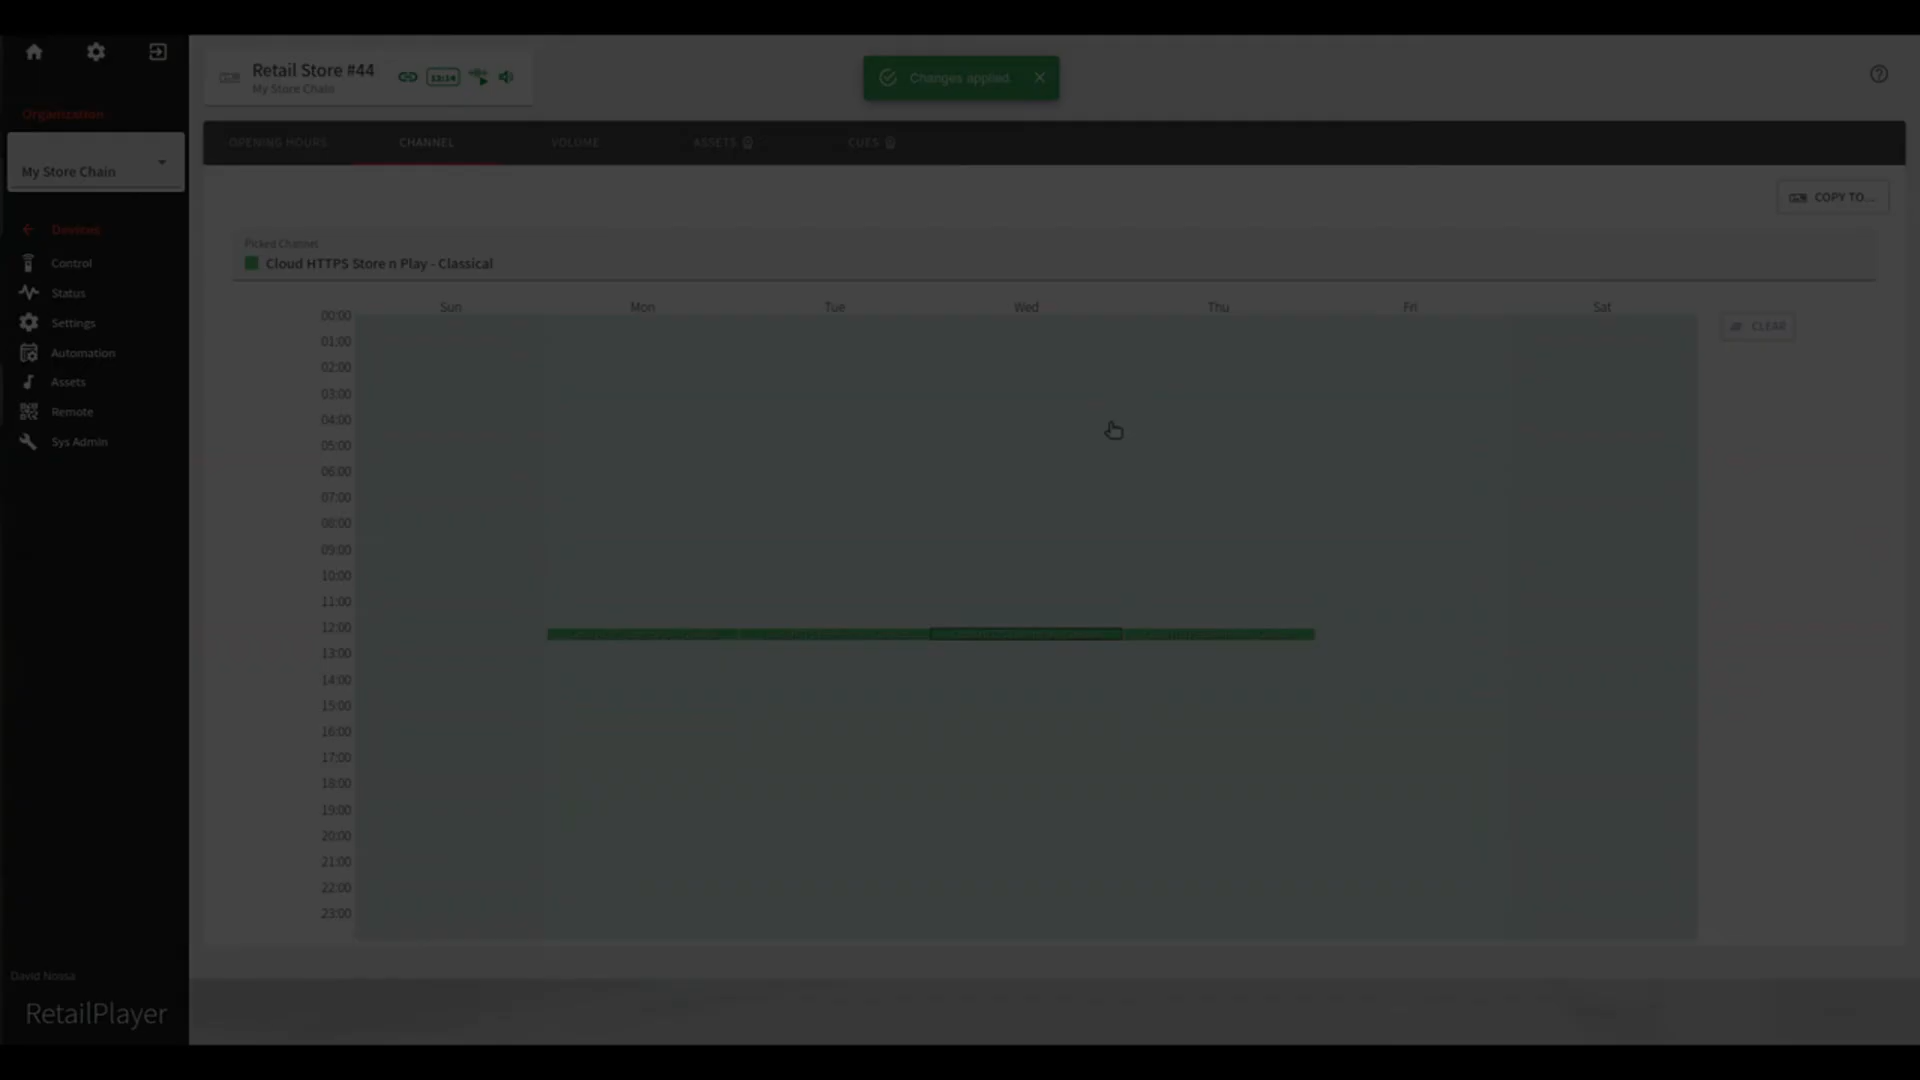 Retail Store #44
My Store Chain
12:14
Changes applied.
Organization
My Store Chain
Devices
Control
Status
Settings
Automation
Assets
Remote
Sys Admin
David Nossa
RetailPlayer
OPENING HOURS
CHANNEL
VOLUME
ASSETS
CUES
COPY TO...
Picked Channel
Cloud HTTPS Store n Play - Classical
Sun Mon Tue Wed Thu Fri Sat
CLEAR
00:00
01:00
02:00
03:00
04:00
05:00
06:00
07:00
08:00
09:00
10:00
11:00
12:00
13:00
14:00
15:00
16:00
17:00
18:00
19:00
20:00
21:00
22:00
23:00